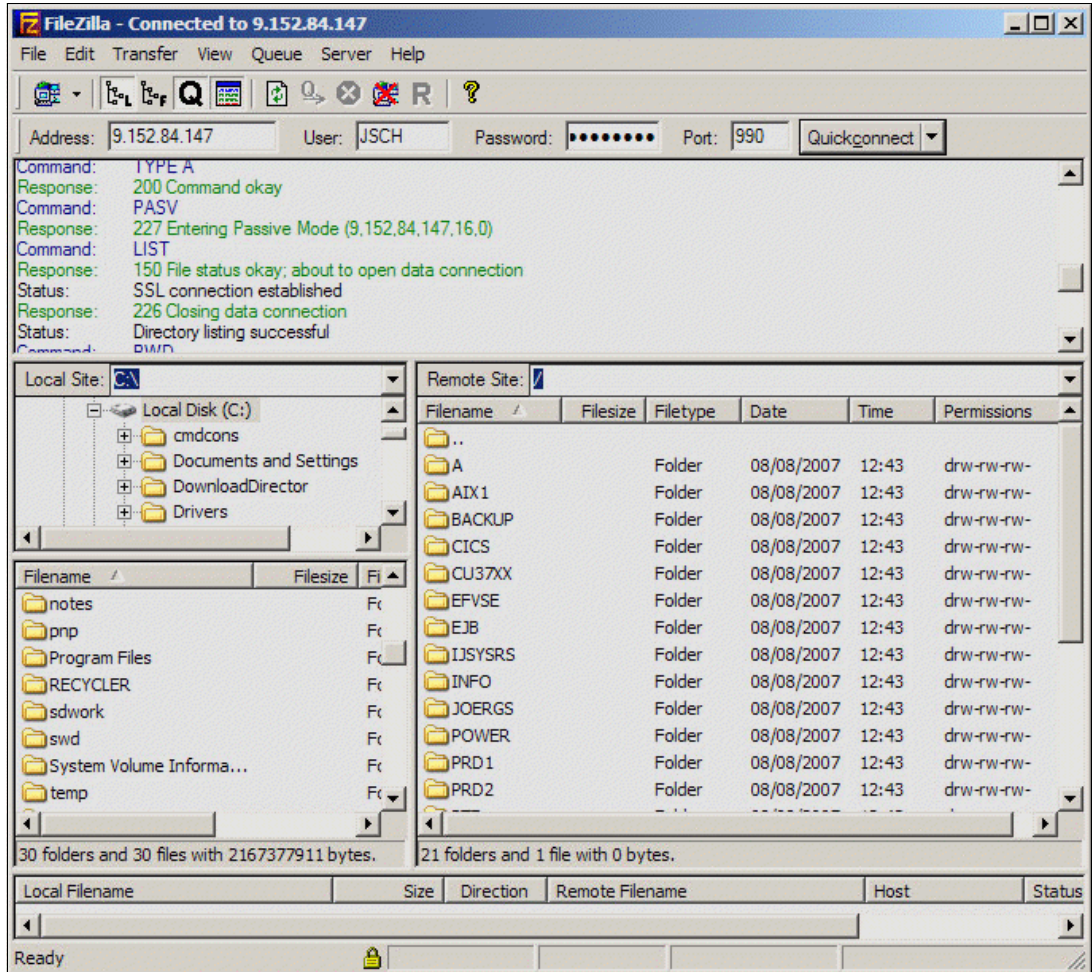 FileZilla - Connected to 9.152.84.147
File Edit Transfer View Queue Server Help
Address: 9.152.84.147 User: JSCH Password: •••••••• Port: 990 Quickconnect
Command: TYPE A
Response: 200 Command okay
Command: PASV
Response: 227 Entering Passive Mode (9,152,84,147,16,0)
Command: LIST
Response: 150 File status okay; about to open data connection
Status: SSL connection established
Response: 226 Closing data connection
Status: Directory listing successful
Command: PWD
Local Site: C:\
Local Disk (C:)
cmdcons
Documents and Settings
DownloadDirector
Drivers
Filename Filesize Fi
notes Fo
pnp Fo
Program Files Fo
RECYCLER Fo
sdwork Fo
swd Fo
System Volume Informa... Fo
temp Fo
30 folders and 30 files with 2167377911 bytes.
Remote Site: /
Filename Filesize Filetype Date Time Permissions
..
A Folder 08/08/2007 12:43 drw-rw-rw-
AIX1 Folder 08/08/2007 12:43 drw-rw-rw-
BACKUP Folder 08/08/2007 12:43 drw-rw-rw-
CICS Folder 08/08/2007 12:43 drw-rw-rw-
CU37XX Folder 08/08/2007 12:43 drw-rw-rw-
EFVSE Folder 08/08/2007 12:43 drw-rw-rw-
EJB Folder 08/08/2007 12:43 drw-rw-rw-
IJSYSRS Folder 08/08/2007 12:43 drw-rw-rw-
INFO Folder 08/08/2007 12:43 drw-rw-rw-
JOERGS Folder 08/08/2007 12:43 drw-rw-rw-
POWER Folder 08/08/2007 12:43 drw-rw-rw-
PRD1 Folder 08/08/2007 12:43 drw-rw-rw-
PRD2 Folder 08/08/2007 12:43 drw-rw-rw-
21 folders and 1 file with 0 bytes.
Local Filename Size Direction Remote Filename Host Status
Ready